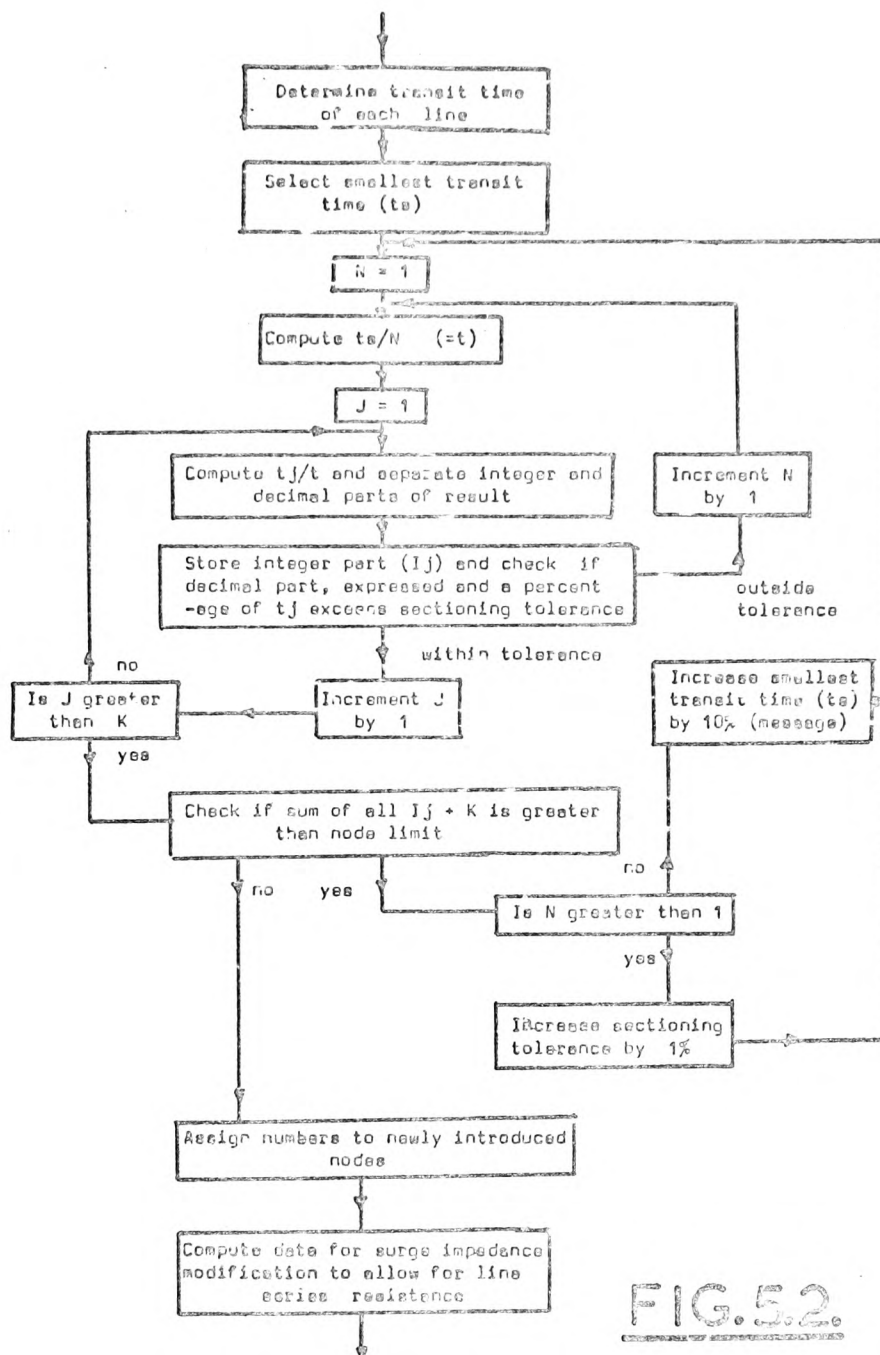 Determine transit time
of each line
Select smallest transit
time (ts)
N = 1
Compute ts/N (=t)
J = 1
Compute tj/t and separate integer and
decimal parts of result
Increment N
by 1
Store integer part (Ij) and check if
decimal part, expressed and a percent
-age of tj exceens sectioning tolerance
outside
tolerance
within tolerance
no
Is J greater
than K
yes
Increment J
by 1
Increase smallest
transit time (ts)
by 10% (message)
Check if sum of all Ij + K is greater
than node limit
no
yes
no
Is N greater than 1
yes
Increase sectioning
tolerance by 1%
Assign numbers to newly introduced
nodes
Compute data for surge impedance
modification to allow for line
series resistence
FIG.5.2.